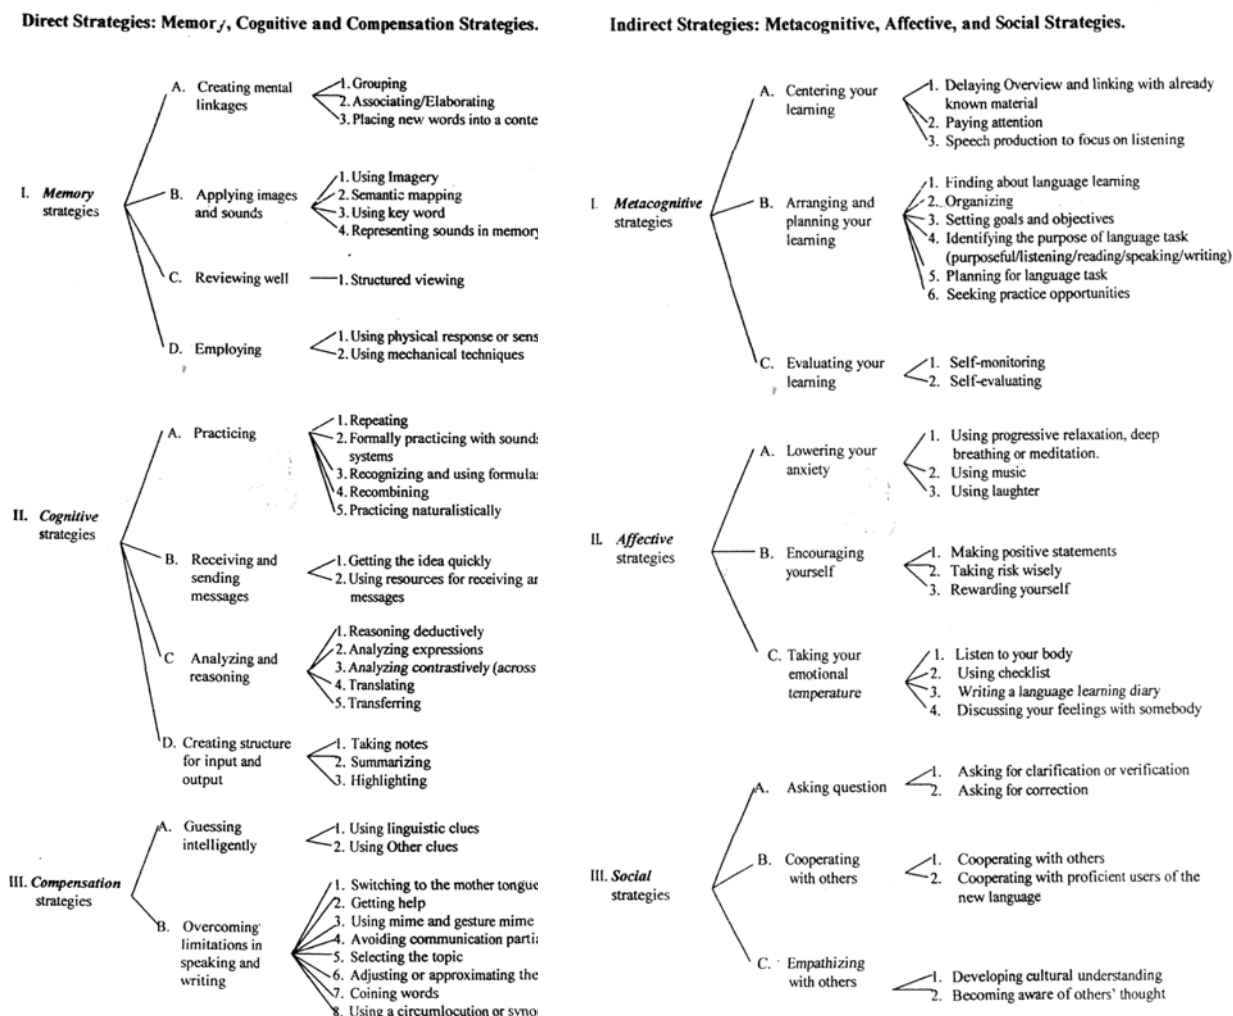 Direct Strategies: Memory, Cognitive and Compensation Strategies.
I. Memory
strategies
A. Creating mental
linkages
1. Grouping
2. Associating/Elaborating
3. Placing new words into a conte
B. Applying images
and sounds
1. Using Imagery
2. Semantic mapping
3. Using key word
4. Representing sounds in memory
C. Reviewing well
1. Structured viewing
D. Employing
1. Using physical response or sens
2. Using mechanical techniques
II. Cognitive
strategies
A. Practicing
1. Repeating
2. Formally practicing with sounds
systems
3. Recognizing and using formulas
4. Recombining
5. Practicing naturalistically
B. Receiving and
sending
messages
1. Getting the idea quickly
2. Using resources for receiving an
messages
C Analyzing and
reasoning
1. Reasoning deductively
2. Analyzing expressions
3. Analyzing contrastively (across
4. Translating
5. Transferring
D. Creating structure
for input and
output
1. Taking notes
2. Summarizing
3. Highlighting
III. Compensation
strategies
A. Guessing
intelligently
1. Using linguistic clues
2. Using Other clues
B. Overcoming
limitations in
speaking and
writing
1. Switching to the mother tongue
2. Getting help
3. Using mime and gesture mime
4. Avoiding communication partia
5. Selecting the topic
6. Adjusting or approximating the
7. Coining words
8. Using a circumlocution or syno
Indirect Strategies: Metacognitive, Affective, and Social Strategies.
I. Metacognitive
strategies
A. Centering your
learning
1. Delaying Overview and linking with already
known material
2. Paying attention
3. Speech production to focus on listening
B. Arranging and
planning your
learning
1. Finding about language learning
2. Organizing
3. Setting goals and objectives
4. Identifying the purpose of language task
(purposeful/listening/reading/speaking/writing)
5. Planning for language task
6. Seeking practice opportunities
C. Evaluating your
learning
1. Self-monitoring
2. Self-evaluating
II. Affective
strategies
A. Lowering your
anxiety
1. Using progressive relaxation, deep
breathing or meditation.
2. Using music
3. Using laughter
B. Encouraging
yourself
1. Making positive statements
2. Taking risk wisely
3. Rewarding yourself
C. Taking your
emotional
temperature
1. Listen to your body
2. Using checklist
3. Writing a language learning diary
4. Discussing your feelings with somebody
III. Social
strategies
A. Asking question
1. Asking for clarification or verification
2. Asking for correction
B. Cooperating
with others
1. Cooperating with others
2. Cooperating with proficient users of the
new language
C. Empathizing
with others
1. Developing cultural understanding
2. Becoming aware of others' thought